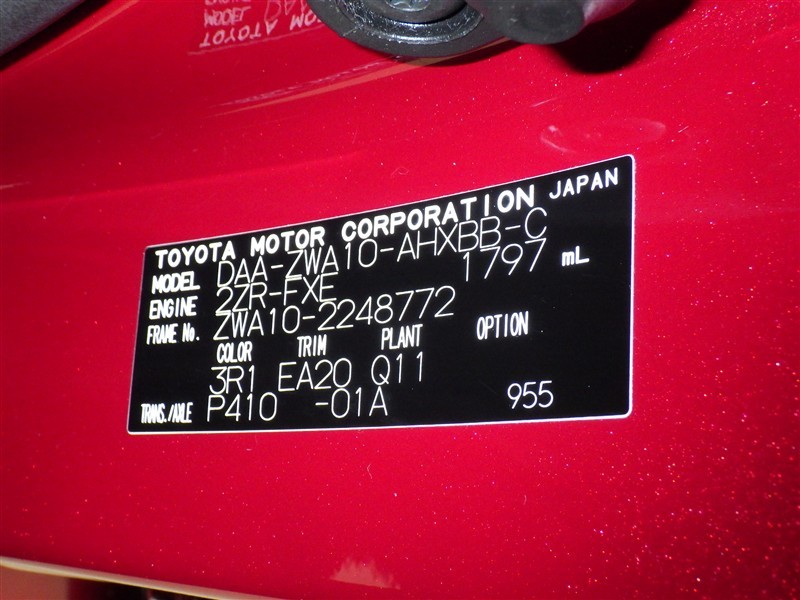 TOYOTA MOTOR CORPORATION JAPAN
MODEL DAA-ZWA10-AHXBB-C
ENGINE 2ZR-FXE 1797 mL
FRAME No. ZWA10-2248772
COLOR TRIM PLANT OPTION
3R1 EA20 Q11
TRANS./AXLE P410 -01A 955